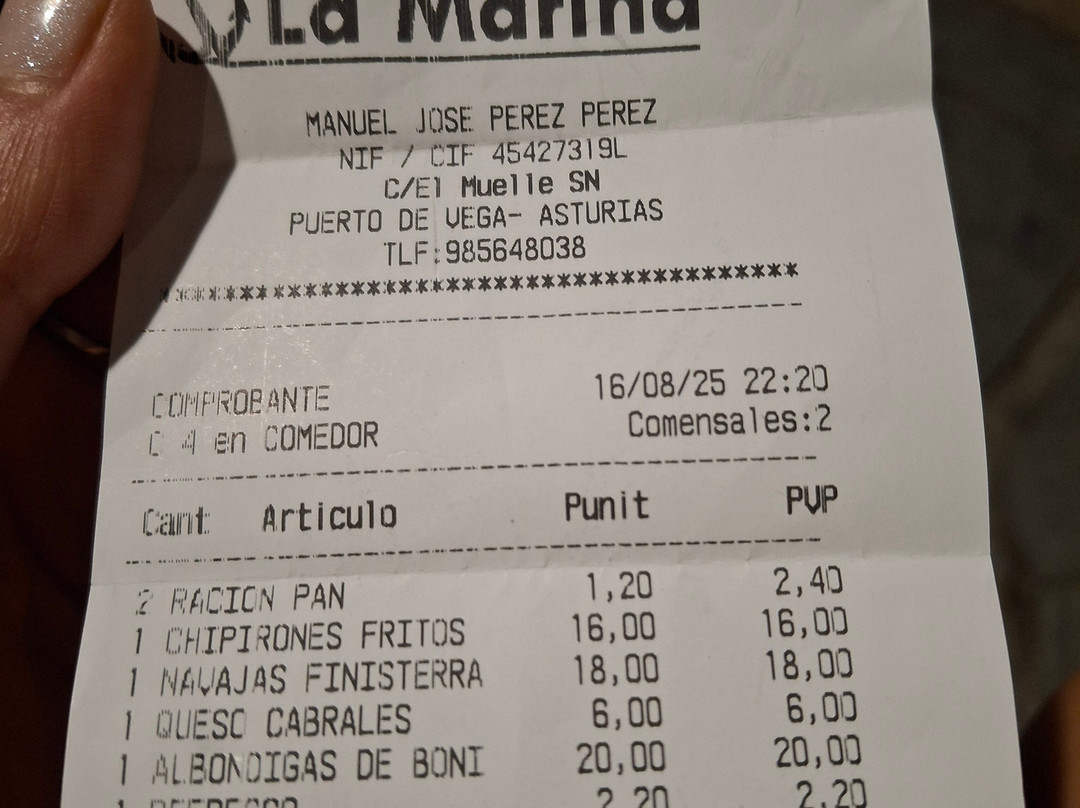 La Marina
MANUEL JOSE PEREZ PEREZ
NIF / CIF 45427319L
C/El Muelle SN
PUERTO DE VEGA- ASTURIAS
TLF:985648038
****************************************
COMPROBANTE 16/08/25 22:20
C 4 en COMEDOR Comensales:2
Cant Articulo Punit PVP
2 RACION PAN 1,20 2,40
1 CHIPIRONES FRITOS 16,00 16,00
1 NAVAJAS FINISTERRA 18,00 18,00
1 QUESO CABRALES 6,00 6,00
1 ALBONDIGAS DE BONI 20,00 20,00
1 REFRESCO 2,20 2,20